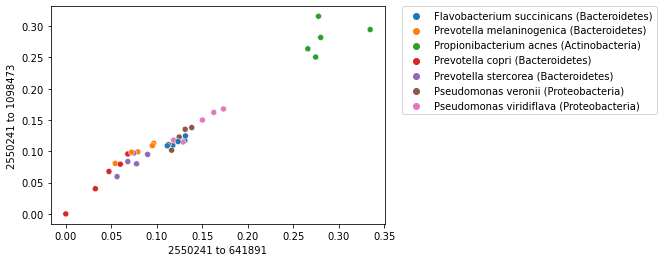 0.30
0.25
0.20
0.15
0.10
0.05
0.00
2550241 to 1098473
0.00 0.05 0.10 0.15 0.20 0.25 0.30 0.35
2550241 to 641891
Flavobacterium succinicans (Bacteroidetes)
Prevotella melaninogenica (Bacteroidetes)
Propionibacterium acnes (Actinobacteria)
Prevotella copri (Bacteroidetes)
Prevotella stercorea (Bacteroidetes)
Pseudomonas veronii (Proteobacteria)
Pseudomonas viridiflava (Proteobacteria)